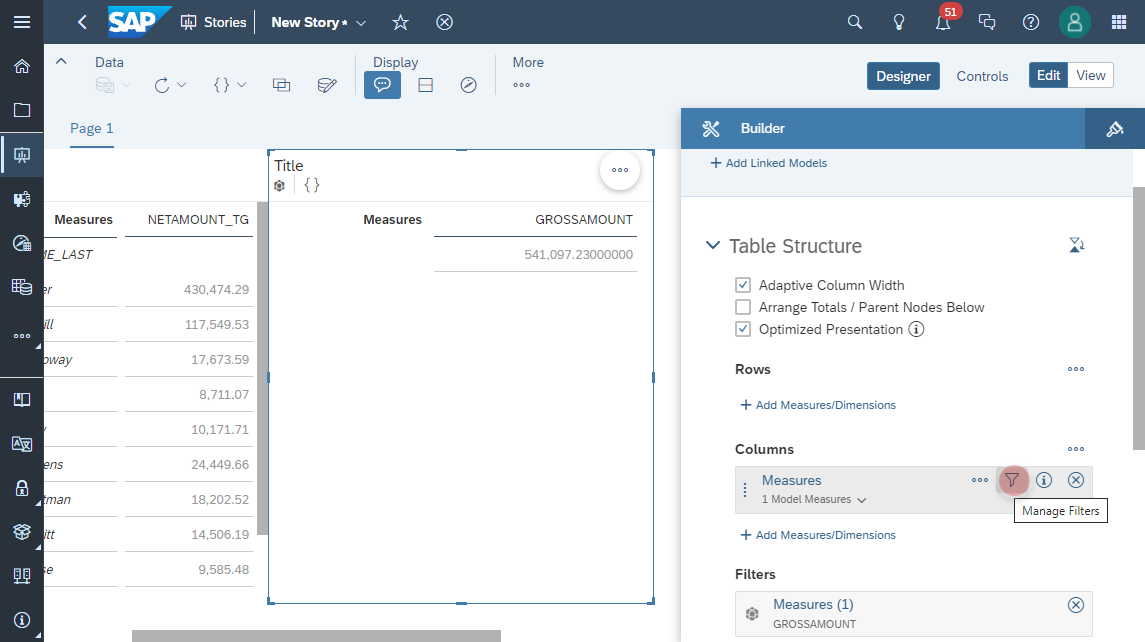 SAP Stories New Story * 51
Data
Display
More
Designer Controls Edit View
Page 1
Builder
+ Add Linked Models
Table Structure
Adaptive Column Width
Arrange Totals / Parent Nodes Below
Optimized Presentation
Rows
+ Add Measures/Dimensions
Columns
Measures
1 Model Measures
Manage Filters
+ Add Measures/Dimensions
Filters
Measures (1)
GROSSAMOUNT
Title
{ }
Measures GROSSAMOUNT
541,097.23000000
Measures NETAMOUNT_TG
ME_LAST
er 430,474.29
ill 117,549.53
oway 17,673.59
8,711.07
10,171.71
ens 24,449.66
tman 18,202.52
itt 14,506.19
se 9,585.48